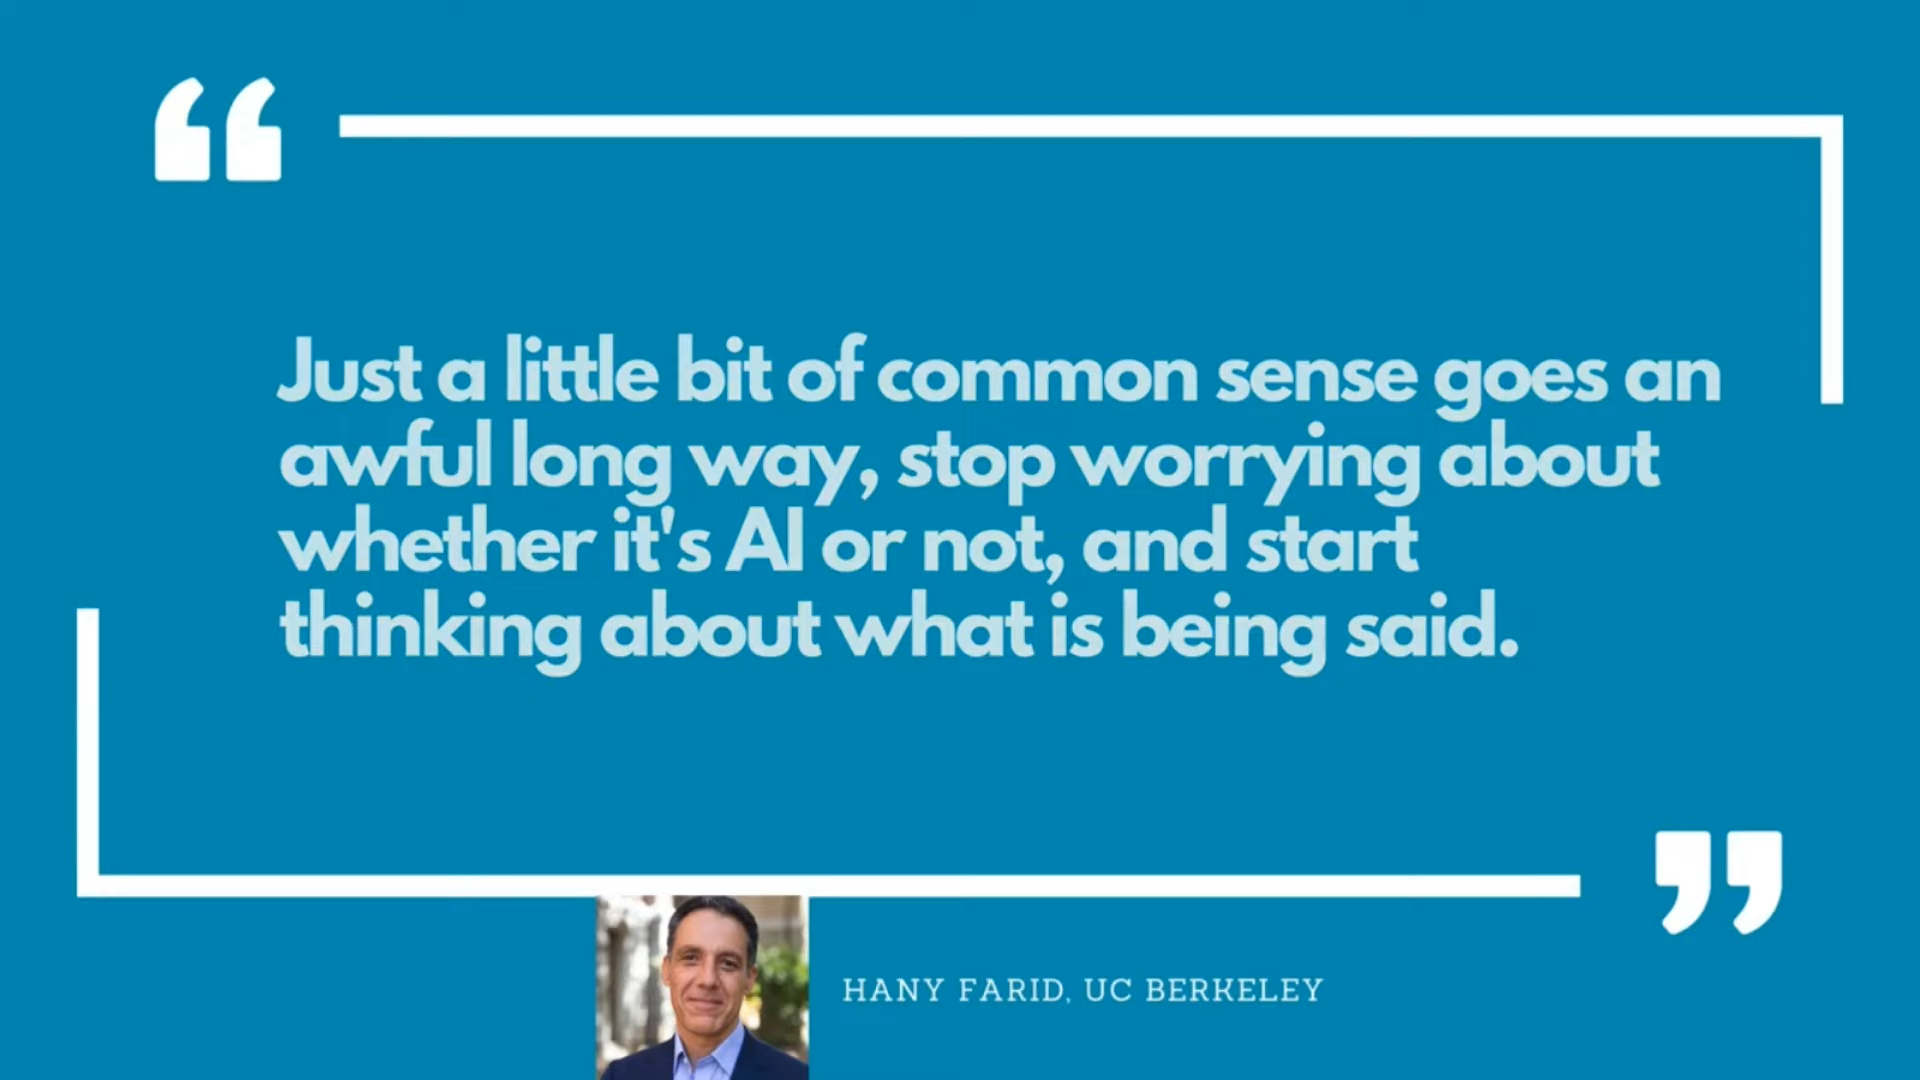 “
Just a little bit of common sense goes an
awful long way, stop worrying about
whether it's AI or not, and start
thinking about what is being said.
”
HANY FARID, UC BERKELEY